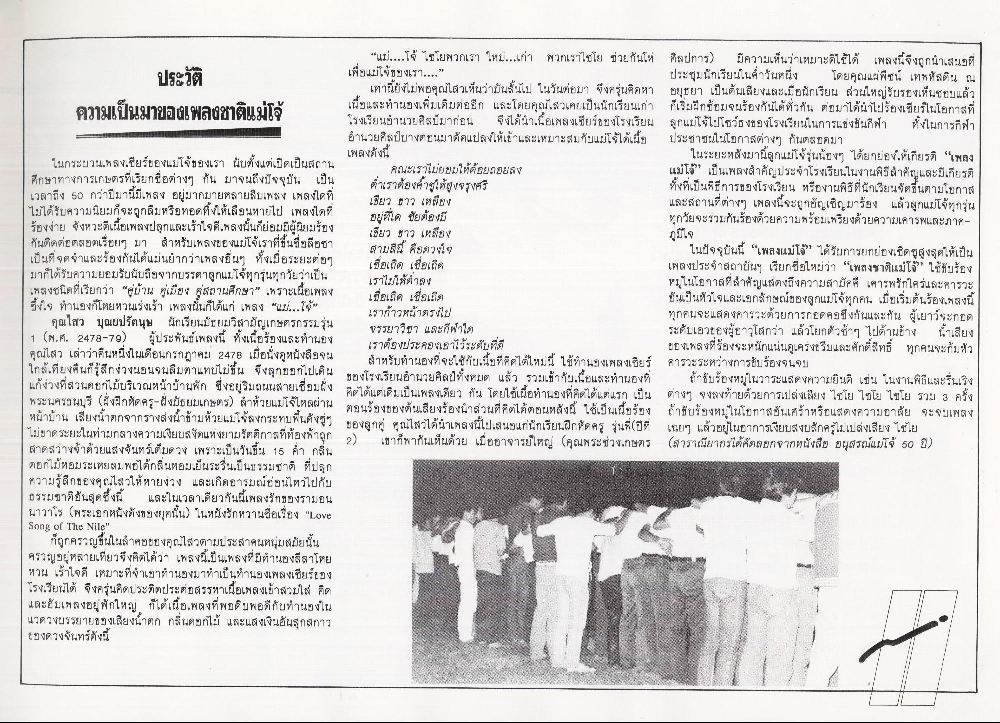 ประวัติ
ความเป็นมาของเพลงชาติแม่โจ้
ในกระบวนเพลงเชียร์ของแม่โจ้ของเรา นับตั้งแต่เปิดเป็นสถาน
ศึกษาทางการเกษตรที่เรียกชื่อต่างๆ กัน มาจนถึงปัจจุบัน เป็น
เวลาถึง 50 กว่าปีมานี้มีเพลง อยู่มากมายหลายสิบเพลง เพลงใดที่
ไม่ได้รับความนิยมก็จะถูกลืมหรือทอดทิ้งให้เลือนหายไป เพลงใดที่
ร้องง่าย จังหวะดีเนื้อเพลงปลุกและเร้าใจดีเพลงนั้นก็ย่อมมีผู้นิยมร้อง
กันติดต่อตลอดเรื่อยๆ มา สำหรับเพลงของแม่โจ้เราที่ขึ้นชื่อลือชา
เป็นที่จดจำและร้องกันได้แม่นยำกว่าเพลงอื่นๆ ทั้งเมื่อระยะต่อๆ
มาก็ได้รับความยอมรับนับถือจากบรรดาลูกแม่โจ้ทุกรุ่นทุกวัยว่าเป็น
เพลงชนิดที่เรียกว่า “คู่บ้าน คู่เมือง คู่สถานศึกษา” เพราะเนื้อเพลง
ซึ้งใจ ทำนองก็โหยหวนเร่งเร้า เพลงนั้นก็ได้แก่ เพลง “แม่...โจ้”
คุณไสว บุณยปรัตนุษ นักเรียนมัธยมวิสามัญเกษตรกรรมรุ่น
1 (พ.ศ. 2478-79) ผู้ประพันธ์เพลงนี้ ทั้งเนื้อร้องและทำนอง
คุณไสว เล่าว่าคืนหนึ่งในเดือนกรกฎาคม 2478 เมื่อนั่งดูหนังสือจน
ใกล้เที่ยงคืนก็รู้สึกง่วงนอนจนลืมตาแทบไม่ขึ้น จึงลุกออกไปเดิน
แก้ง่วงที่สวนดอกไม้บริเวณหน้าบ้านพัก ซึ่งอยู่ริมถนนสายเชื่อมฝั่ง
พระนครธนบุรี (ฝั่งฝึกหัดครู-ฝั่งมัธยมเกษตร) ลำห้วยแม่โจ้ไหลผ่าน
หน้าบ้าน เสียงน้ำตกจากรางส่งน้ำข้ามห้วยแม่โจ้ลงกระทบพื้นดังซู่ๆ
ไม่ขาดระยะในท่ามกลางความเงียบสงัดแห่งยามรัตติกาลที่ท้องฟ้าถูก
สาดสว่างจ้าด้วยแสงจันทร์เต็มดวง เพราะเป็นวันขึ้น 15 ค่ำ กลิ่น
ดอกไม้หอมระเหยลมพอได้กลิ่นหอมเย็นระรื่นเป็นธรรมชาติ ที่ปลุก
ความรู้สึกของคุณไสวให้หายง่วง และเกิดอารมณ์อ่อนไหวไปกับ
ธรรมชาติอันสุดซึ้งนี้ และในเวลาเดียวกันนี้เพลงรักของรามอน
นาวาโร (พระเอกหนังดังของยุคนั้น) ในหนังรักหวานชื่อเรื่อง "Love
Song of The Nile"
ก็ถูกครวญขึ้นในลำคอของคุณไสวตามประสาคนหนุ่มสมัยนั้น
ครวญอยู่หลายเที่ยวจึงคิดได้ว่า เพลงนี้เป็นเพลงที่มีทำนองลีลาโหย
หวน เร้าใจดี เหมาะที่จำเอาทำนองมาทำเป็นทำนองเพลงเชียร์ของ
โรงเรียนได้ จึงครุ่นคิดประติดประต่อสรรหาเนื้อเพลงเข้าสวมใส่ คิด
และฮัมเพลงอยู่พักใหญ่ ก็ได้เนื้อเพลงที่พอดิบพอดีกับทำนองใน
แวดวงบรรยายของเสียงน้ำตก กลิ่นดอกไม้ และแสงเงินอันสุกสกาว
ของดวงจันทร์ดังนี้
“แม่....โจ้ ไชโยพวกเรา ใหม่...เก่า พวกเราไชโย ช่วยกันโห่
เพื่อแม่โจ้ของเรา....”
เท่านี้ยังไม่พอคุณไสวเห็นว่ามันสั้นไป ในวันต่อมา จึงครุ่นคิดหา
เนื้อและทำนองเพิ่มเติมต่ออีก และโดยคุณไสวเคยเป็นนักเรียนเก่า
โรงเรียนอำนวยศิลป์มาก่อน จึงได้นำเนื้อเพลงเชียร์ของโรงเรียน
อำนวยศิลป์บางตอนมาดัดแปลงให้เข้าและเหมาะสมกับแม่โจ้ได้เนื้อ
เพลงดังนี้
คณะเราไม่ยอมให้ด้อยถอยลง
ต่ำเราต้องค้ำชูให้สูงจรุงศรี
เขียว ขาว เหลือง
อยู่ที่ใด ชัยต้องมี
เขียว ขาว เหลือง
สามสีนี้ คือดวงใจ
เชื่อเถิด เชื่อเถิด
เราไม่ให้ต่ำลง
เชื่อเถิด เชื่อเถิด
เราก้าวหน้าตรงไป
จรรยาวิชา และกีฬาใด
เราต้องประคองเอาไว้ระดับที่ดี
สำหรับทำนองที่จะใช้กับเนื้อที่คิดได้ใหม่นี้ ใช้ทำนองเพลงเชียร์
ของโรงเรียนอำนวยศิลป์ทั้งหมด แล้ว รวมเข้ากับเนื้อและทำนองที่
คิดได้แต่เดิมเป็นเพลงเดียว กัน โดยใช้เนื้อทำนองที่คิดได้แต่แรก เป็น
ตอนร้องของต้นเสียงร้องนำส่วนที่คิดได้ตอนหลังนี้ ใช้เป็นเนื้อร้อง
ของลูกคู่ คุณไสวได้นำเพลงนี้ไปเสนอแก่นักเรียนฝึกหัดครู รุ่นพี่(ปีที่
2) เขาก็พากันเห็นด้วย เมื่ออาจารย์ใหญ่ (คุณพระช่วงเกษตร
ศิลปการ) มีความเห็นว่าเหมาะดีใช้ได้ เพลงนี้จึงถูกนำเสนอที่
ประชุมนักเรียนในค่ำวันหนึ่ง โดยคุณแผ่พืชน์ เทพหัสดิน ณ
อยุธยา เป็นต้นเสียงและเมื่อนักเรียน ส่วนใหญ่รับรองเห็นชอบแล้ว
ก็เริ่มฝึกซ้อมจนร้องกันได้ทั่วกัน ต่อมาได้นำไปร้องเชียร์ในโอกาสที่
ลูกแม่โจ้ไปโชว์ธงของโรงเรียนในการแข่งขันกีฬา ทั้งในการกีฬา
ประชาชนในโอกาสต่างๆ กันตลอดมา
ในระยะหลังมานี้ลูกแม่โจ้รุ่นน้องๆ ได้ยกย่องให้เกียรติ “เพลง
แม่โจ้” เป็นเพลงสำคัญประจำโรงเรียนในงานพิธีสำคัญและมีเกียรติ
ทั้งที่เป็นพิธีการของโรงเรียน หรืองานพิธีที่นักเรียนจัดขึ้นตามโอกาส
และสถานที่ต่างๆ เพลงนี้จะถูกอัญเชิญมาร้อง แล้วลูกแม่โจ้ทุกรุ่น
ทุกวัยจะร่วมกันร้องด้วยความพร้อมเพรียงด้วยความเคารพและภาค-
ภูมิใจ
ในปัจจุบันนี้ “เพลงแม่โจ้” ได้รับการยกย่องเชิดชูสูงสุดให้เป็น
เพลงประจำสถาบันฯ เรียกชื่อใหม่ว่า “เพลงชาติแม่โจ้” ใช้ขับร้อง
หมู่ในโอกาสที่สำคัญแสดงถึงความสามัคคี เคารพรักใคร่และคารวะ
อันเป็นหัวใจและเอกลักษณ์ของลูกแม่โจ้ทุกคน เมื่อเริ่มต้นร้องเพลงนี้
ทุกคนจะแสดงคารวะด้วยการกอดคอซึ่งกันและกัน ผู้เยาว์จะกอด
ระดับเอวของผู้อาวุโสกว่า แล้วโยกตัวช้าๆ ไปด้านข้าง น้ำเสียง
ของเพลงที่ร้องจะหนักแน่นดูเคร่งขรึมและศักดิ์สิทธิ์ ทุกคนจะก้มหัว
คารวะระหว่างการขับร้องจนจบ
ถ้าขับร้องหมู่ในวาระแสดงความยินดี เช่น ในงานพิธีและรื่นเริง
ต่างๆ จงลงท้ายด้วยการเปล่งเสียง ไชโย ไชโย ไชโย รวม 3 ครั้ง
ถ้าขับร้องหมู่ในโอกาสอันเศร้าหรือแสดงความอาลัย จะจบเพลง
เฉยๆ แล้วอยู่ในอาการเงียบสงบสักครู่ไม่เปล่งเสียง ไชไย
(สาราณียากรได้คัดลอกจากหนังสือ อนุสรณ์แม่โจ้ 50 ปี)